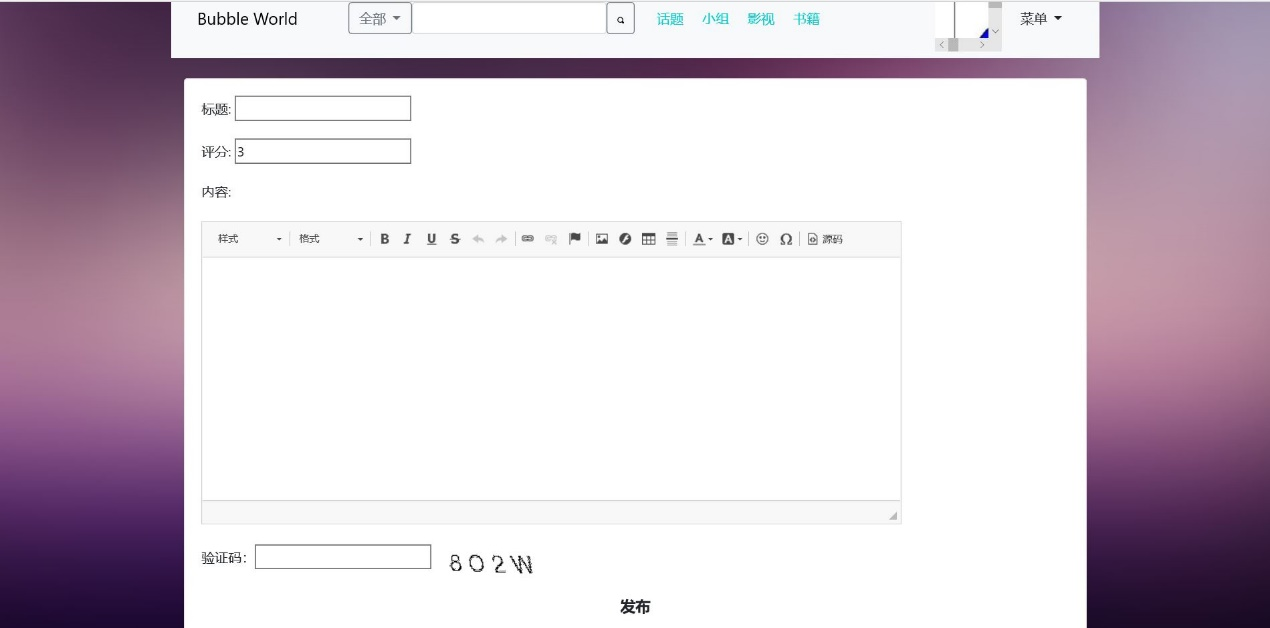 Bubble World 全部 话题 小组 影视 书籍 菜单
标题:
评分: 3
内容:
样式 格式 B I U S A A Ω 源码
验证码: 802W
发布